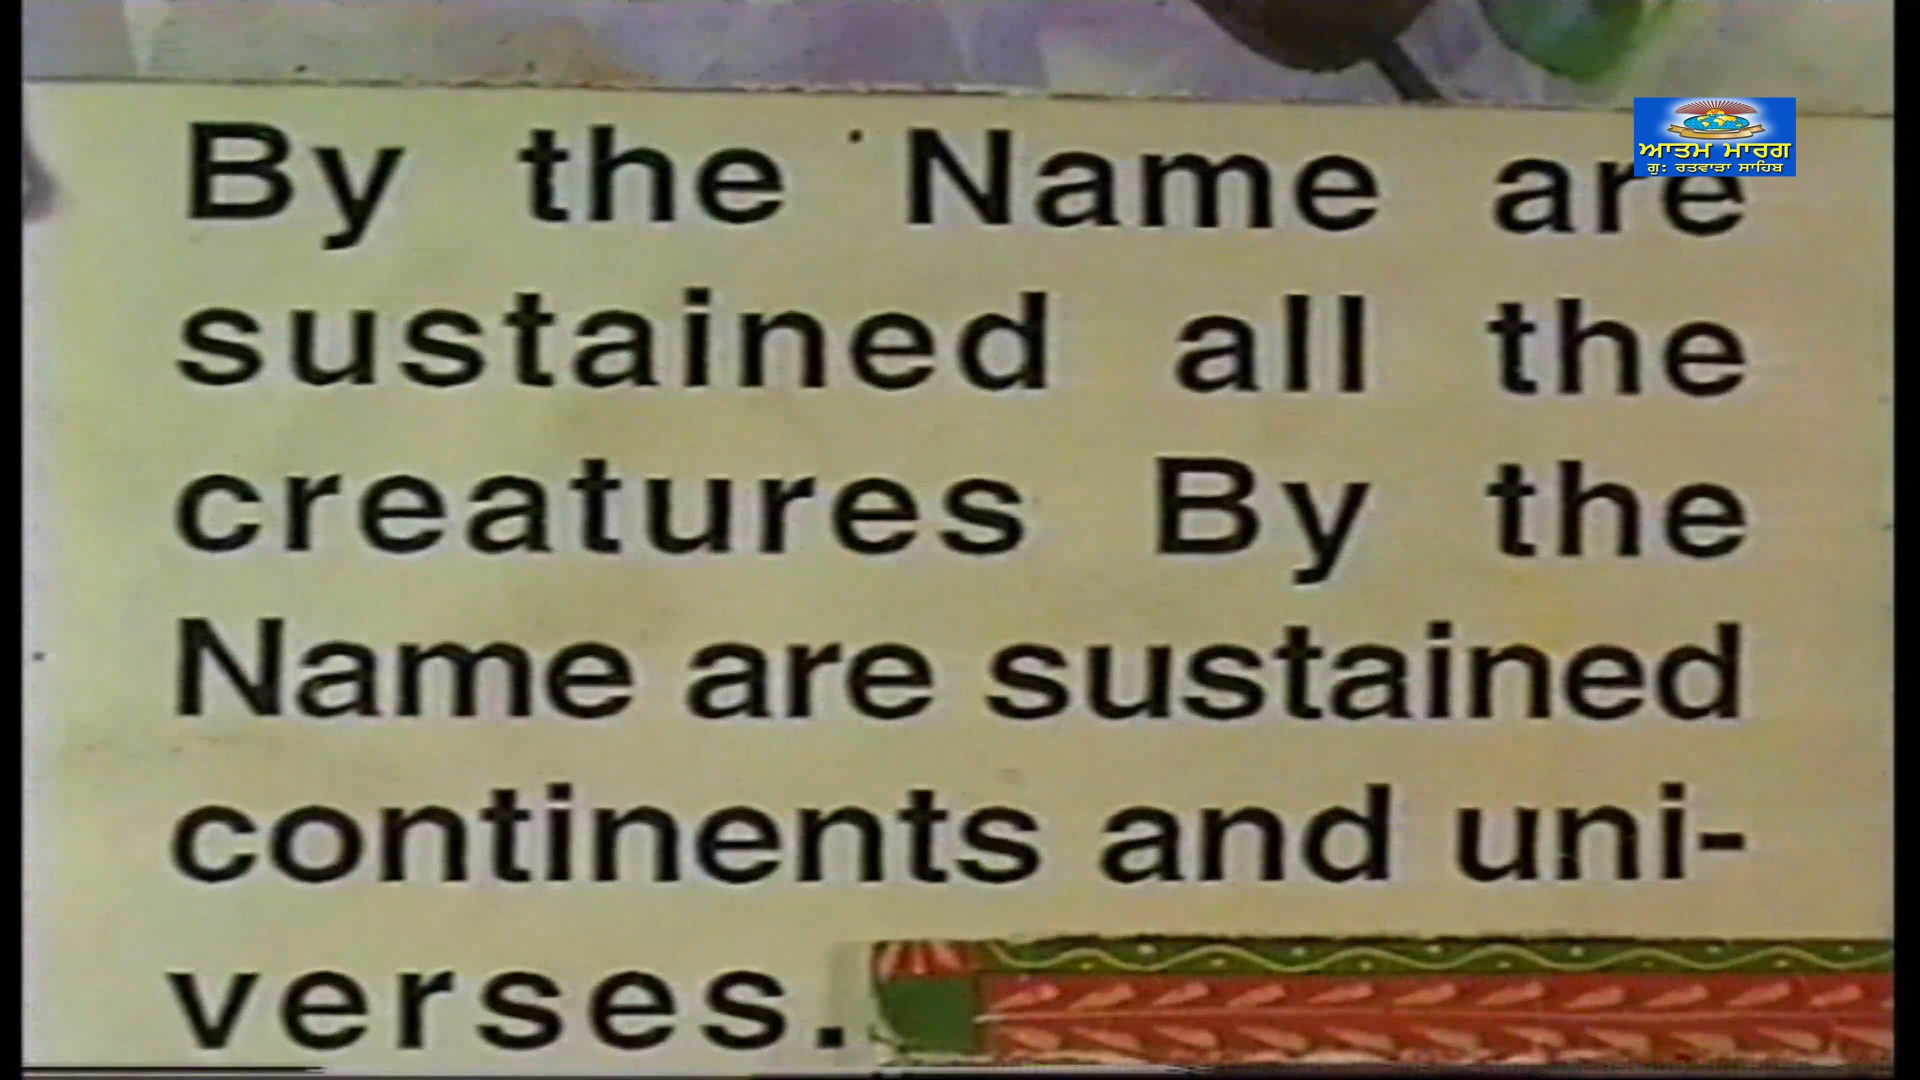 By the Name are
sustained all the
creatures By the
Name are sustained
continents and uni-
verses.
ਆਤਮ ਮਾਰਗ
ਗੁ: ਰਤਵਾੜਾ ਸਾਹਿਬ